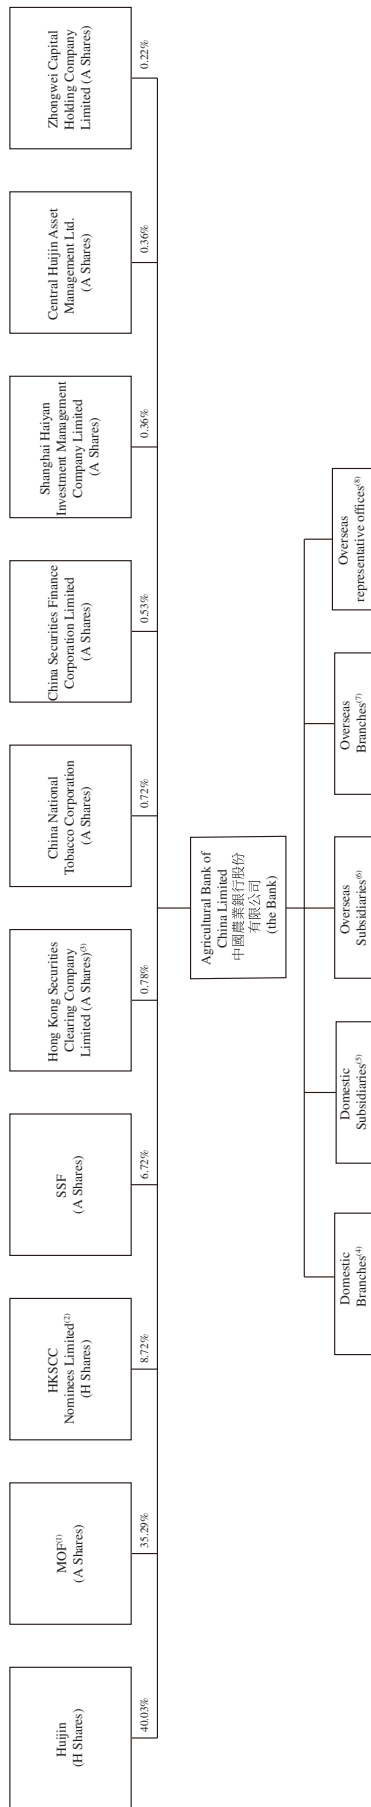 Huijin
(H Shares)
MOF(1)
(A Shares)
HKSCC
Nominees Limited(2)
(H Shares)
SSF
(A Shares)
Hong Kong Securities
Clearing Company
Limited (A Shares)(3)
China National
Tobacco Corporation
(A Shares)
China Securities Finance
Corporation Limited
(A Shares)
Shanghai Haiyan
Investment Management
Company Limited
(A Shares)
Central Huijin Asset
Management Ltd.
(A Shares)
Zhongwei Capital
Holding Company
Limited (A Shares)
40.03%
35.29%
8.72%
6.72%
0.78%
0.72%
0.53%
0.36%
0.36%
0.22%
Agricultural Bank of
China Limited
中國農業銀行股份
有限公司
(the Bank)
Domestic
Branches(4)
Domestic
Subsidiaries(5)
Overseas
Subsidiaries(6)
Overseas
Branches(7)
Overseas
representative offices(8)